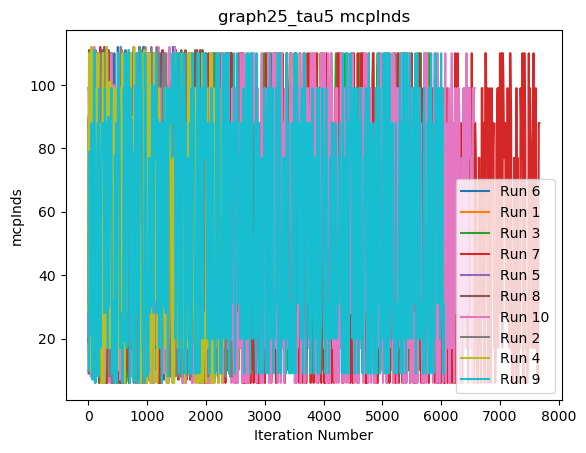 graph25_tau5 mcpInds
mcpInds
100
80
60
40
20
0
1000
2000
3000
4000
5000
6000
7000
8000
Iteration Number
Run 6
Run 1
Run 3
Run 7
Run 5
Run 8
Run 10
Run 2
Run 4
Run 9